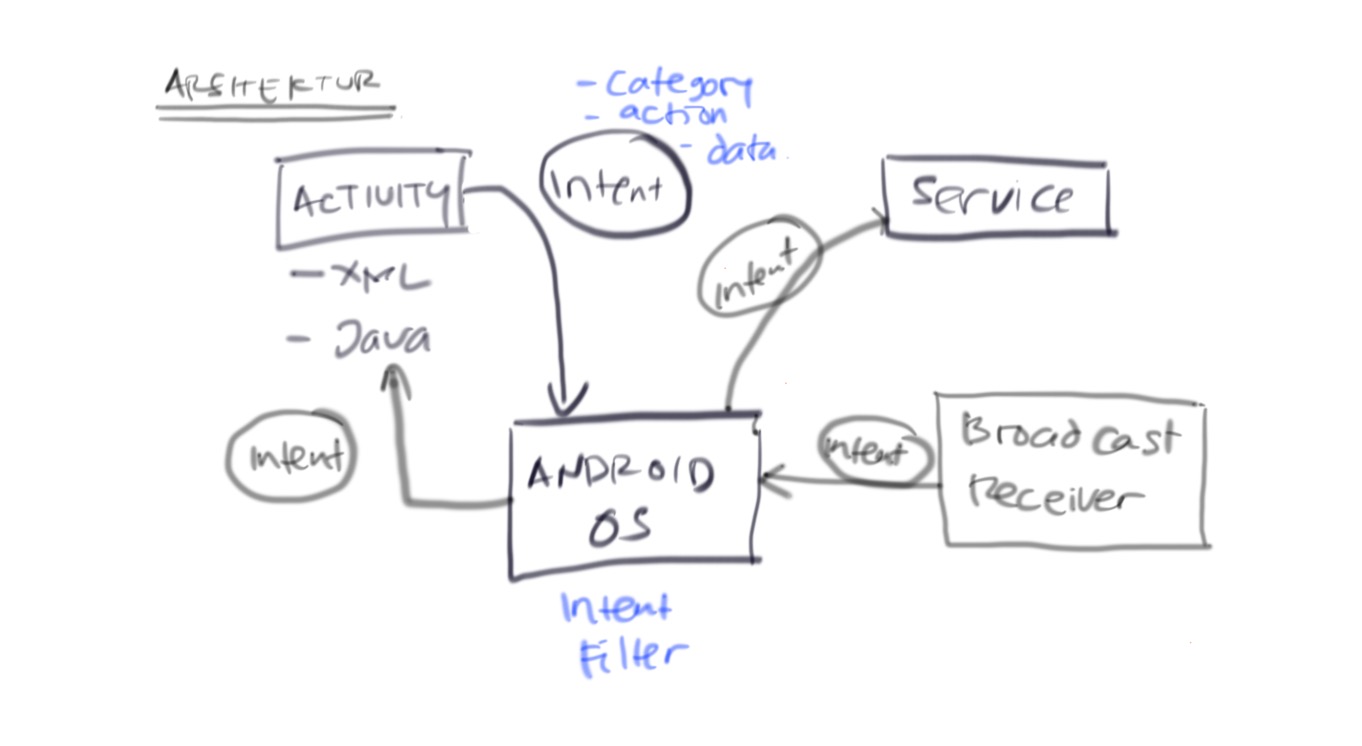 ARSITEKTUR
- Category
- action
- data
ACTIVITY
Intent
Service
- XML
- Java
Intent
Intent
ANDROID
OS
Intent
Broadcast
Receiver
Intent
Filter